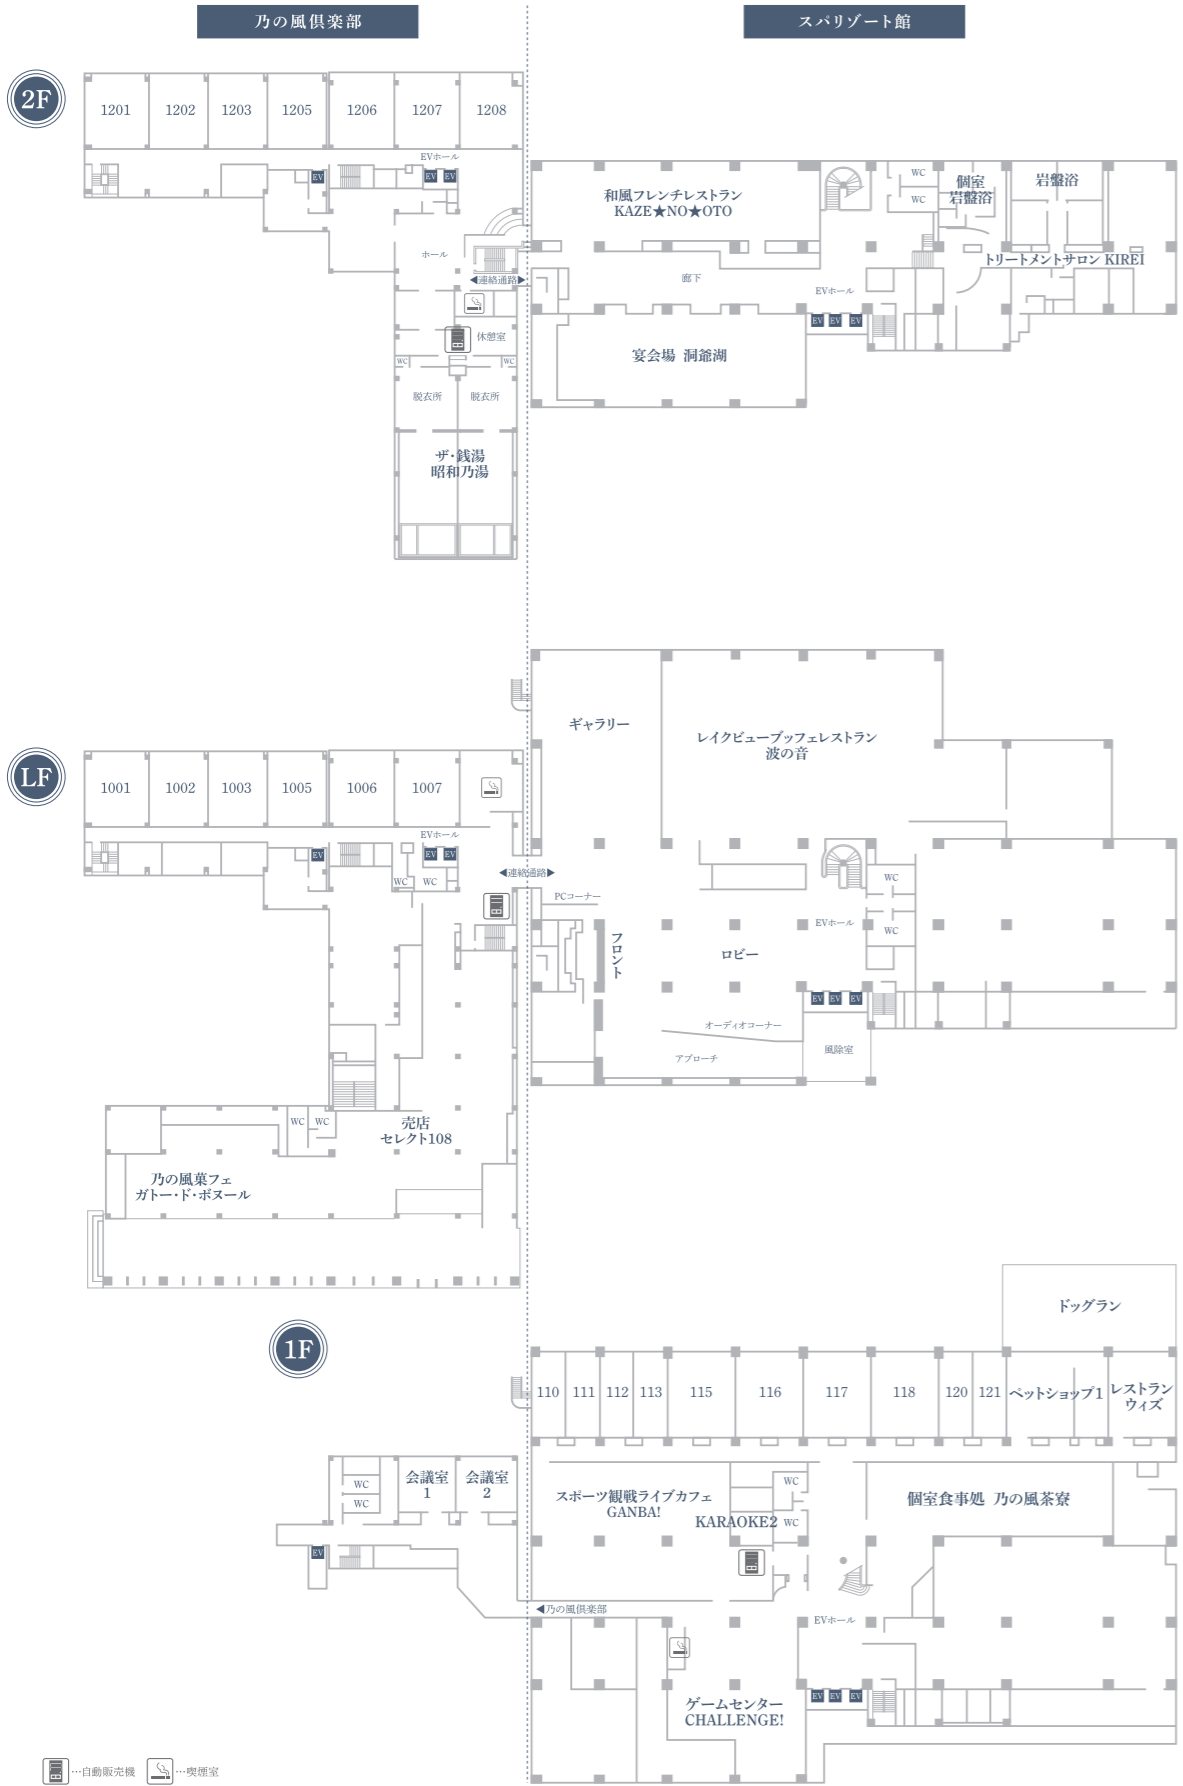 乃の風倶楽部
スパリゾート館
2F
1201
1202
1203
1205
1206
1207
1208
EVホール
EV
EV EV
ホール
◀連絡通路▶
休憩室
WC
WC
脱衣所
脱衣所
ザ・銭湯
昭和乃湯
和風フレンチレストラン
KAZE★NO★OTO
WC
WC
個室
岩盤浴
岩盤浴
トリートメントサロン KIREI
廊下
EVホール
EV EV EV
宴会場 洞爺湖
LF
1001
1002
1003
1005
1006
1007
EVホール
EV
EV EV
WC
WC
◀連絡通路▶
売店
セレクト108
WC
WC
乃の風菓フェ
ガトー・ド・ボヌール
ギャラリー
レイクビューブッフェレストラン
波の音
PCコーナー
フロント
ロビー
EVホール
WC
WC
EV EV EV
オーディオコーナー
アプローチ
風除室
1F
ドッグラン
110
111
112
113
115
116
117
118
120
121
ペットショップ1
レストラン
ウィズ
会議室
1
会議室
2
WC
WC
EV
スポーツ観戦ライブカフェ
GANBA!
KARAOKE2
WC
WC
個室食事処 乃の風茶寮
◀乃の風倶楽部
EVホール
EV EV EV
ゲームセンター
CHALLENGE!
…自動販売機
…喫煙室